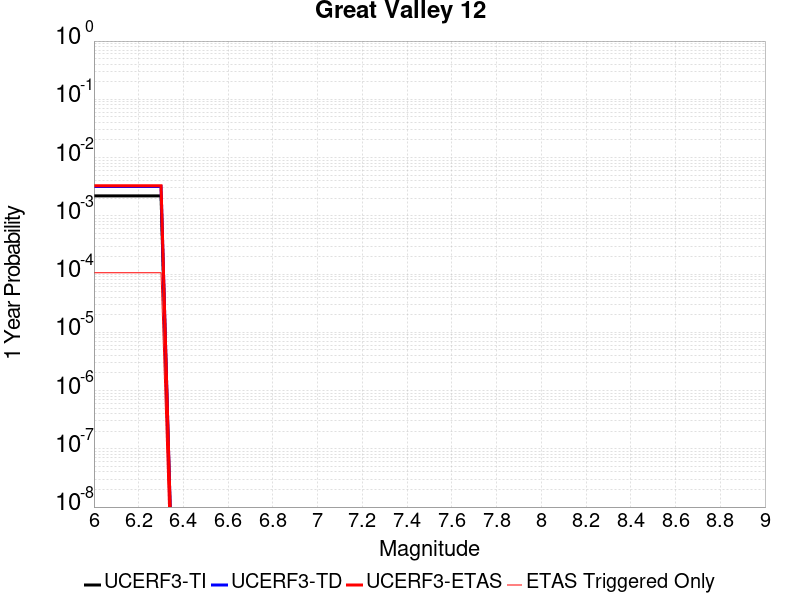 Great Valley 12
10^0
10^-1
10^-2
10^-3
10^-4
10^-5
10^-6
10^-7
10^-8
1 Year Probability
6 6.2 6.4 6.6 6.8 7 7.2 7.4 7.6 7.8 8 8.2 8.4 8.6 8.8 9
Magnitude
UCERF3-TI UCERF3-TD UCERF3-ETAS ETAS Triggered Only